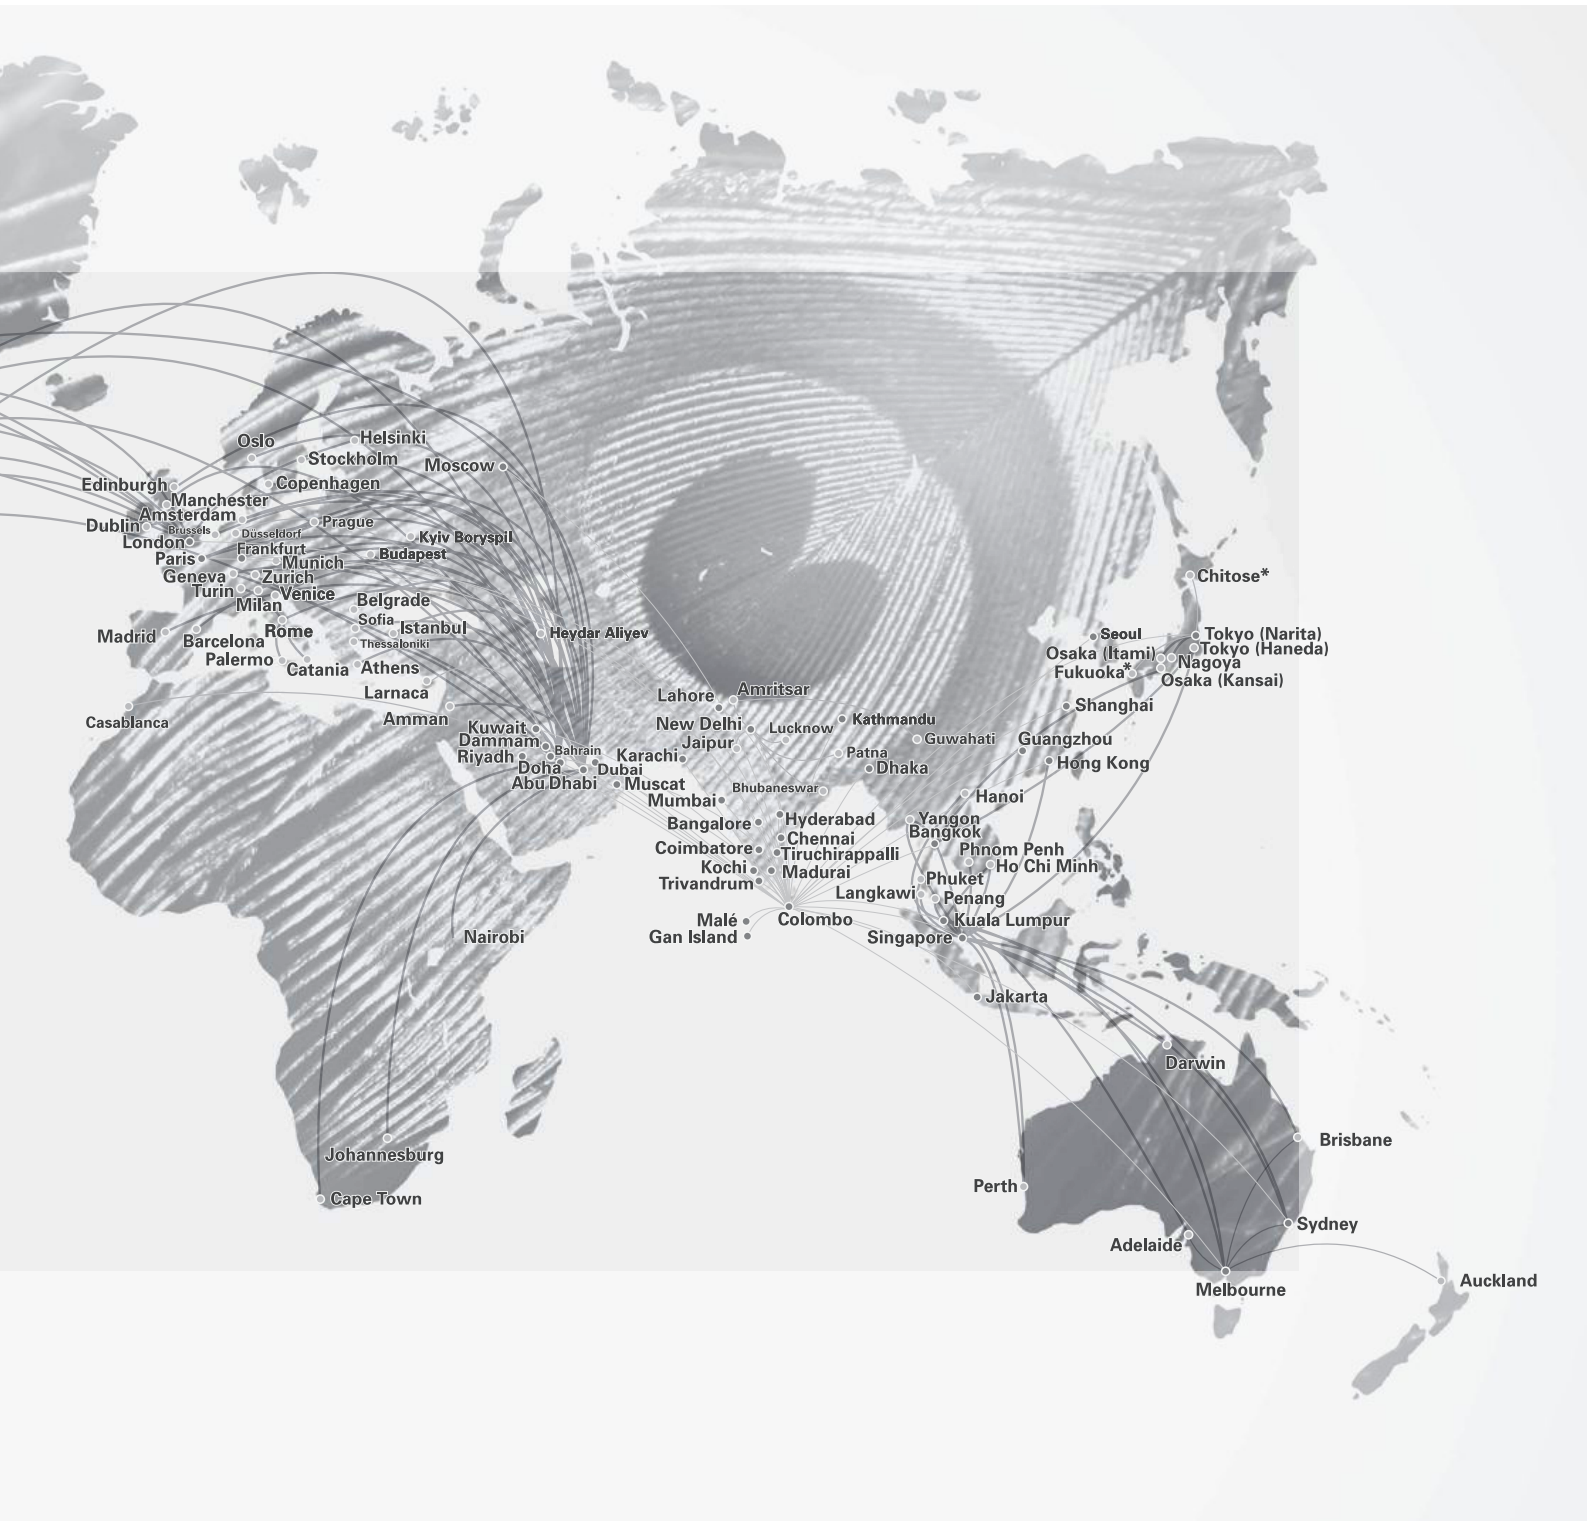 Oslo
Helsinki
Stockholm
Moscow
Edinburgh
Copenhagen
Manchester
Amsterdam
Dublin
Brussels
Düsseldorf
Prague
London
Kyiv Boryspil
Paris
Frankfurt
Budapest
Munich
Geneva
Zurich
Chitose*
Turin
Venice
Milan
Belgrade
Sofia
Istanbul
Rome
Madrid
Barcelona
Heydar Aliyev
Seoul
Tokyo (Narita)
Thessaloniki
Tokyo (Haneda)
Osaka (Itami)
Palermo
Catania
Athens
Nagoya
Fukuoka*
Osaka (Kansai)
Larnaca
Lahore
Amritsar
Shanghai
Casablanca
Amman
Kuwait
New Delhi
Lucknow
Kathmandu
Dammam
Bahrain
Jaipur
Guwahati
Guangzhou
Riyadh
Karachi
Patna
Doha
Dubai
Dhaka
Hong Kong
Abu Dhabi
Muscat
Bhubaneswar
Mumbai
Hanoi
Bangalore
Hyderabad
Yangon
Bangkok
Chennai
Coimbatore
Tiruchirappalli
Phnom Penh
Kochi
Madurai
Ho Chi Minh
Trivandrum
Phuket
Langkawi
Penang
Malé
Colombo
Kuala Lumpur
Gan Island
Singapore
Nairobi
Jakarta
Darwin
Johannesburg
Brisbane
Cape Town
Perth
Sydney
Adelaide
Melbourne
Auckland